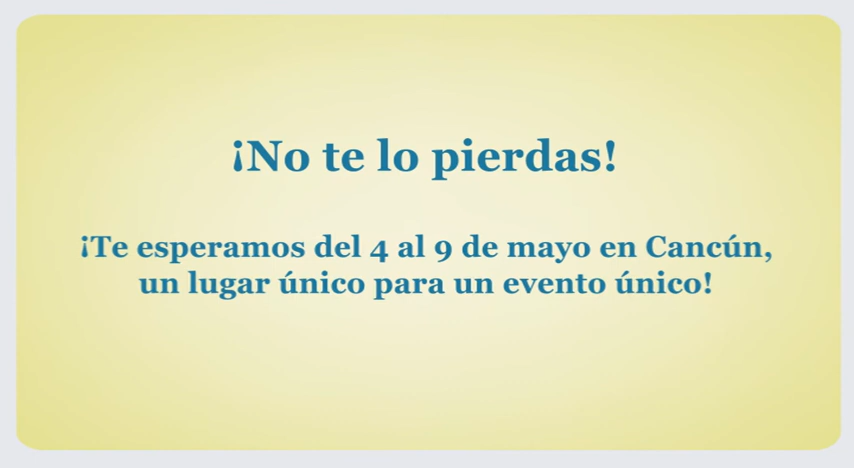 ¡No te lo pierdas!
¡Te esperamos del 4 al 9 de mayo en Cancún,
un lugar único para un evento único!